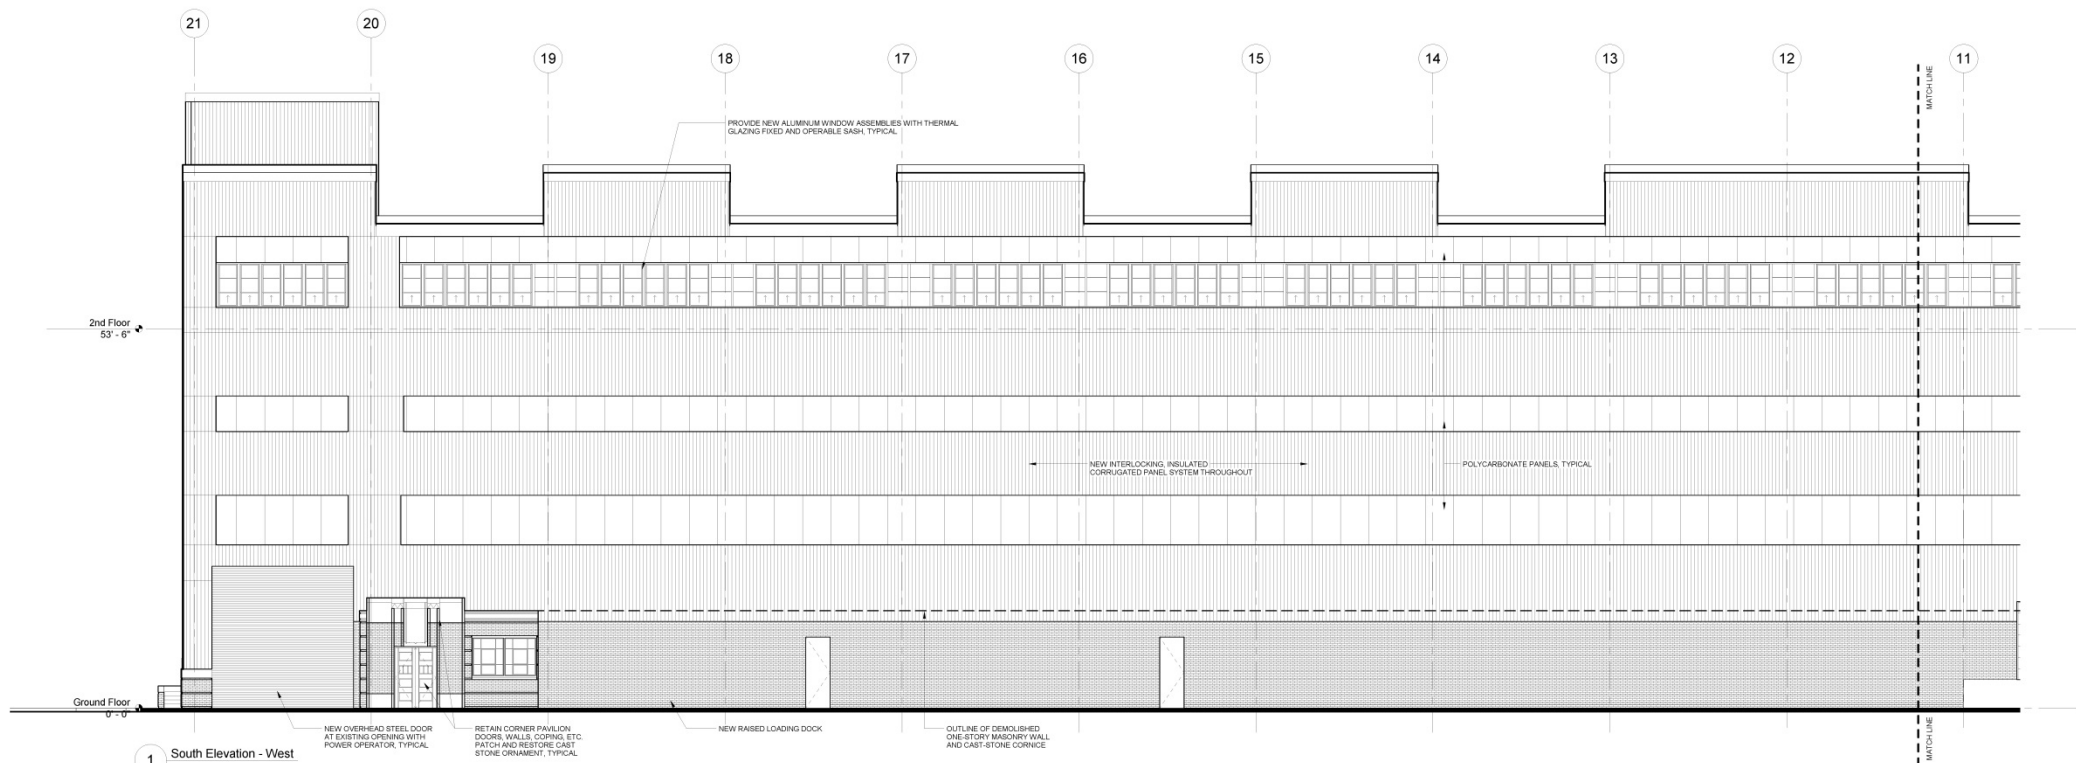 21
20
19
18
17
16
15
14
13
12
11
MATCH LINE
PROVIDE NEW ALUMINUM WINDOW ASSEMBLIES WITH THERMAL
GLAZING FIXED AND OPERABLE SASH, TYPICAL
2nd Floor
53' - 6"
NEW INTERLOCKING, INSULATED
CORRUGATED PANEL SYSTEM THROUGHOUT
POLYCARBONATE PANELS, TYPICAL
Ground Floor
0' - 0"
NEW OVERHEAD STEEL DOOR
AT EXISTING OPENING WITH
POWER OPERATOR, TYPICAL
RETAIN CORNER PAVILION
DOORS, WALLS, COPING, ETC.
PATCH AND RESTORE CAST
STONE ORNAMENT, TYPICAL
NEW RAISED LOADING DOCK
OUTLINE OF DEMOLISHED
ONE-STORY MASONRY WALL
AND CAST-STONE CORNICE
MATCH LINE
1
South Elevation - West